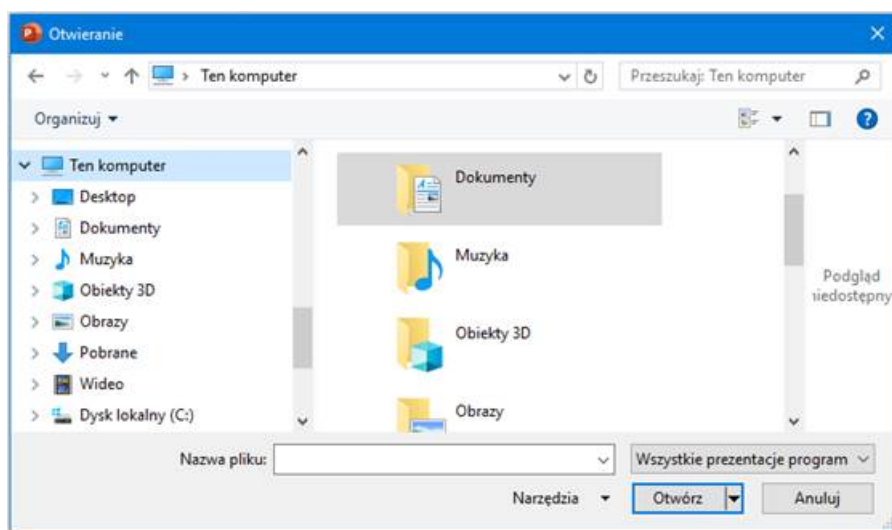 Otwieranie
Ten komputer
Przeszukaj: Ten komputer
Organizuj
Ten komputer
Desktop
Dokumenty
Muzyka
Obiekty 3D
Obrazy
Pobrane
Wideo
Dysk lokalny (C:)
Dokumenty
Muzyka
Obiekty 3D
Obrazy
Podgląd
niedostępny
Nazwa pliku:
Wszystkie prezentacje program
Narzędzia
Otwórz
Anuluj